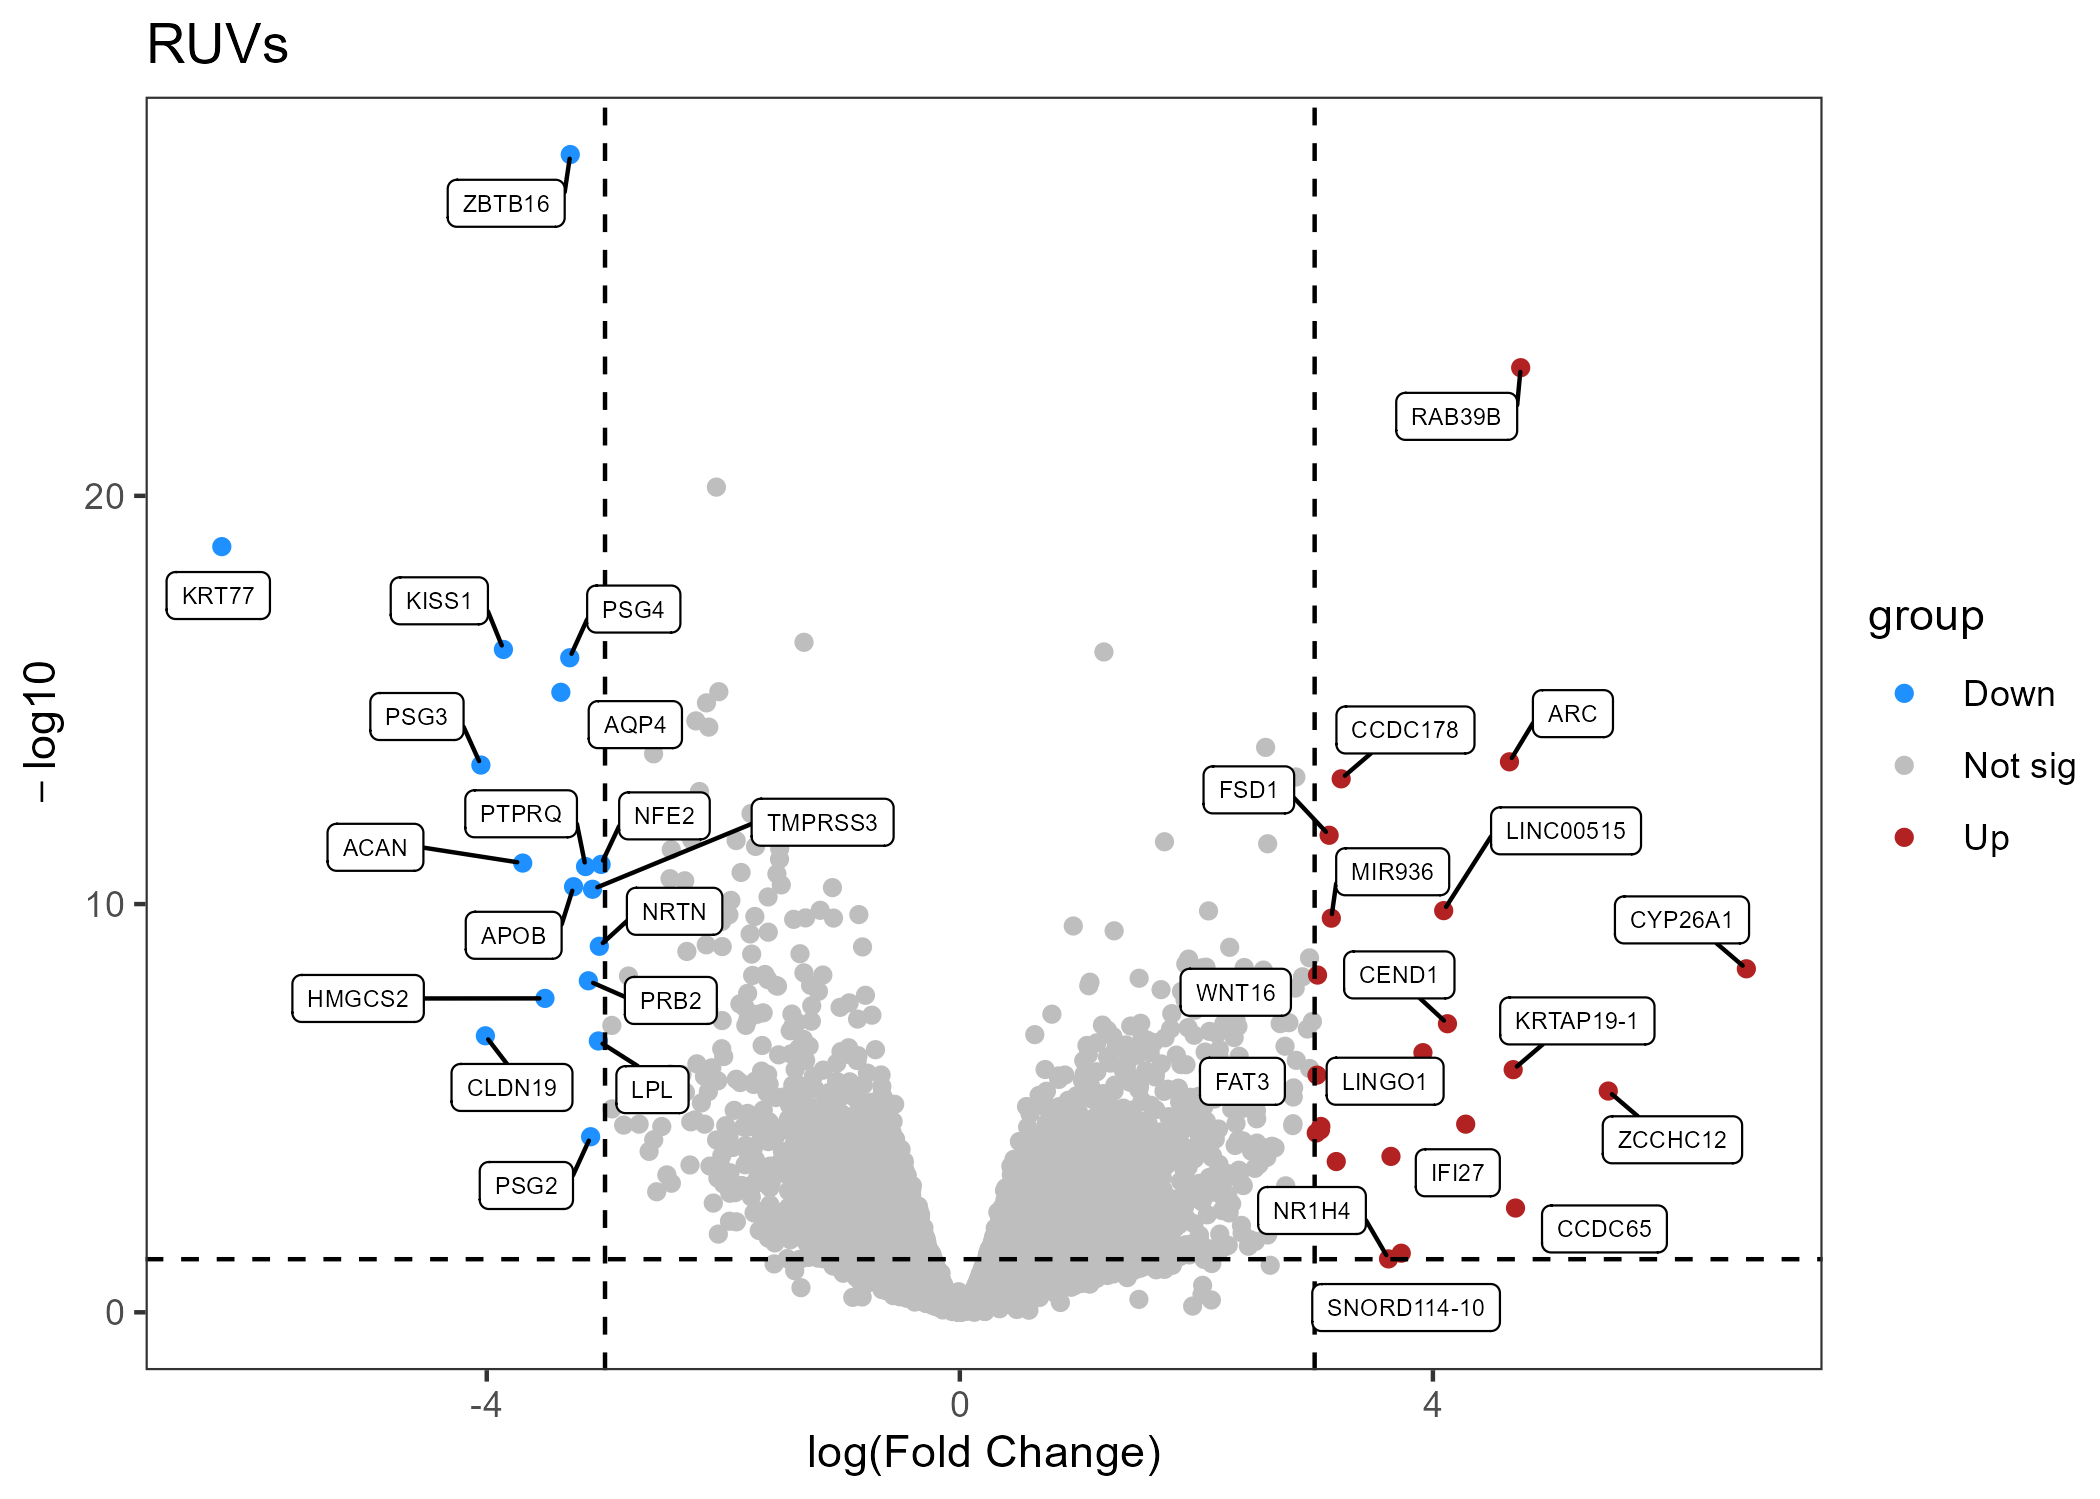 RUVs
ZBTB16
RAB39B
20
KRT77
KISS1
PSG4
PSG3
AQP4
CCDC178
ARC
FSD1
PTPRQ
NFE2
TMPRSS3
ACAN
LINC00515
MIR936
10
APOB
NRTN
CYP26A1
HMGCS2
PRB2
WNT16
CEND1
KRTAP19-1
CLDN19
LPL
FAT3
LINGO1
ZCCHC12
PSG2
IFI27
NR1H4
CCDC65
SNORD114-10
0
-4
0
4
log(Fold Change)
− log10
group
Down
Not sig
Up